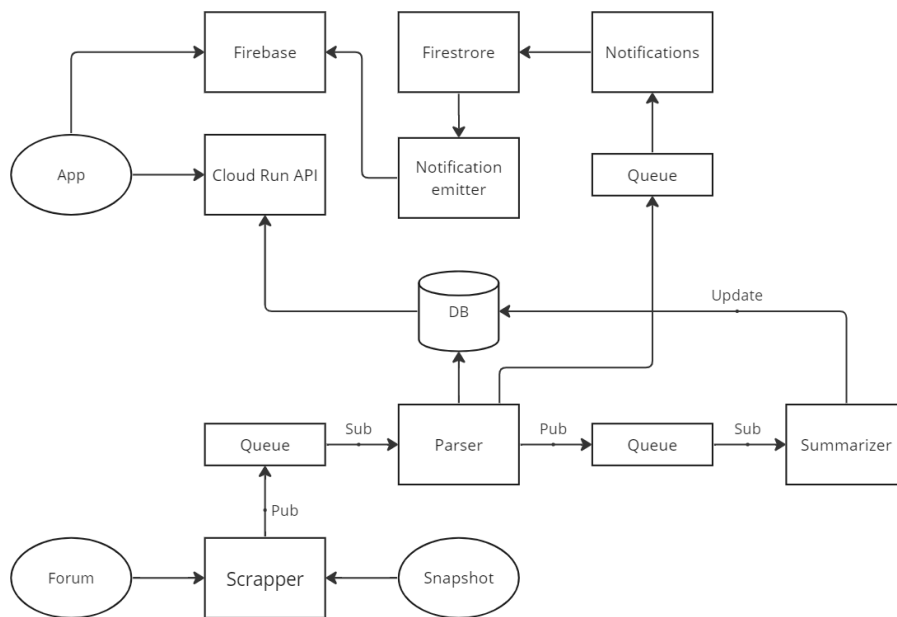 Firebase
Firestrore
Notifications
App
Cloud Run API
Notification
emitter
Queue
Update
DB
Queue
Sub
Parser
Pub
Queue
Sub
Summarizer
Pub
Forum
Scrapper
Snapshot